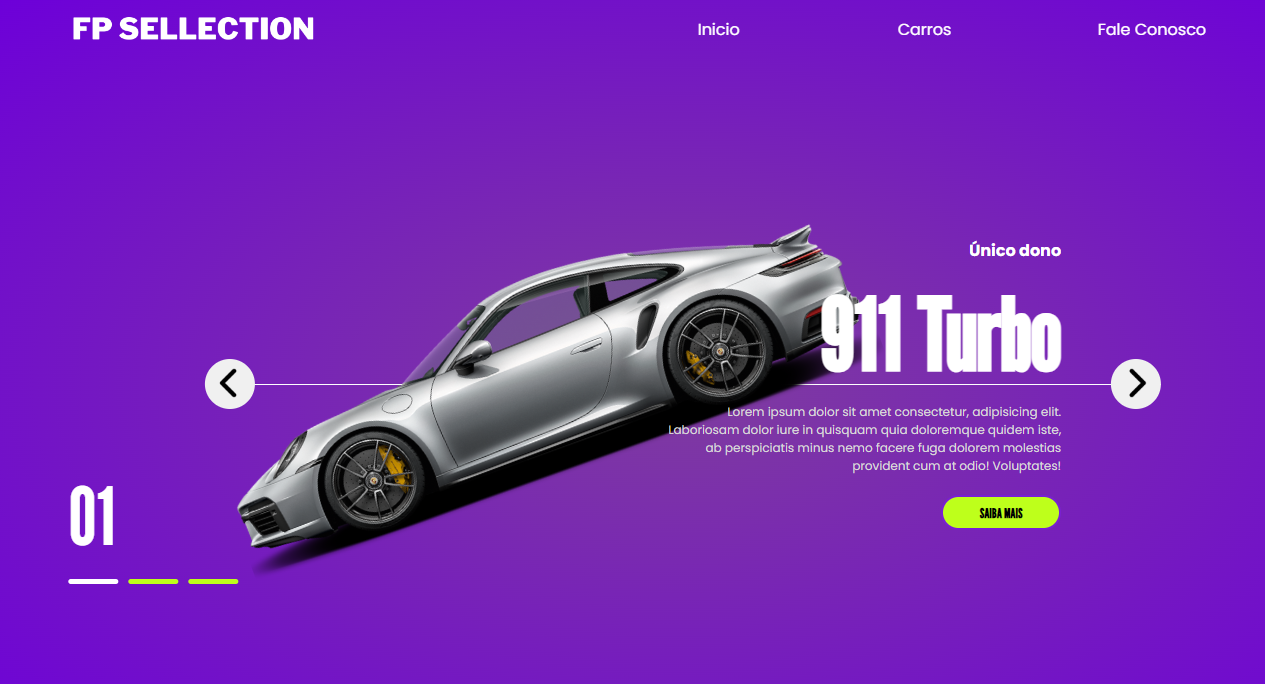 FP SELLECTION
Inicio
Carros
Fale Conosco
Único dono
911 Turbo
Lorem ipsum dolor sit amet consectetur, adipisicing elit.
Laboriosam dolor iure in quisquam quia doloremque quidem iste,
ab perspiciatis minus nemo facere fuga dolorem molestias
provident cum at odio! Voluptates!
SAIBA MAIS
01